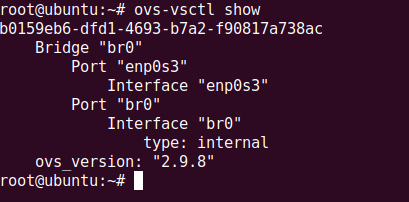 root@ubuntu:~# ovs-vsctl show
b0159eb6-dfd1-4693-b7a2-f90817a738ac
    Bridge "br0"
        Port "enp0s3"
            Interface "enp0s3"
        Port "br0"
            Interface "br0"
                type: internal
    ovs_version: "2.9.8"
root@ubuntu:~#